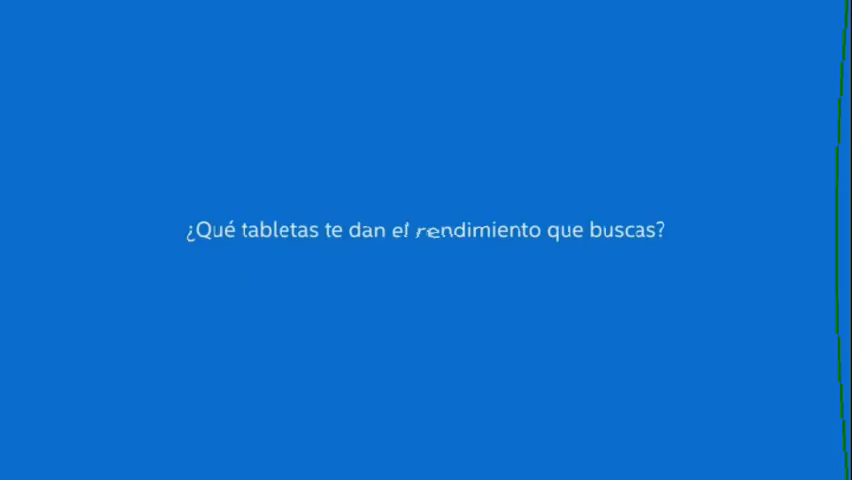 ¿Qué tabletas te dan el rendimiento que buscas?